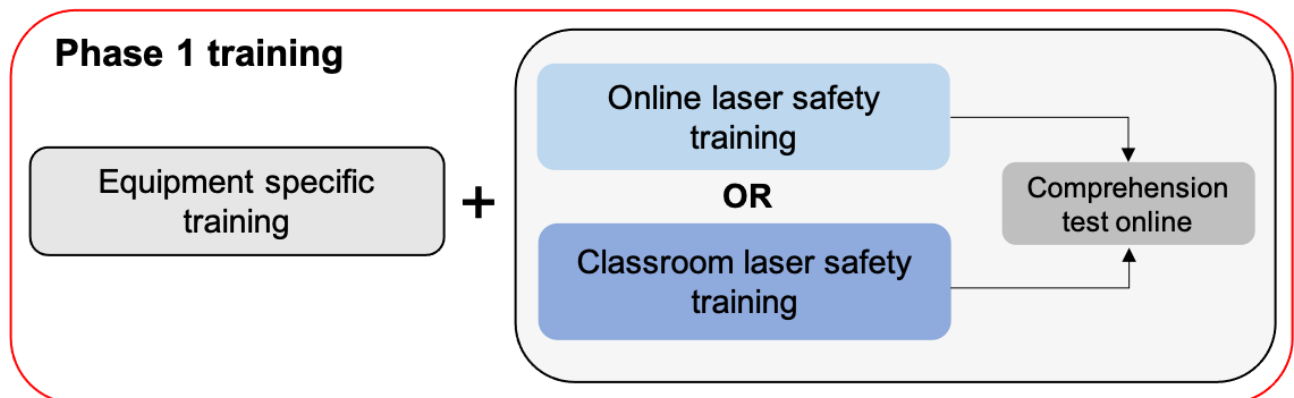 Phase 1 training
Equipment specific
training
+
Online laser safety
training
OR
Classroom laser safety
training
Comprehension
test online